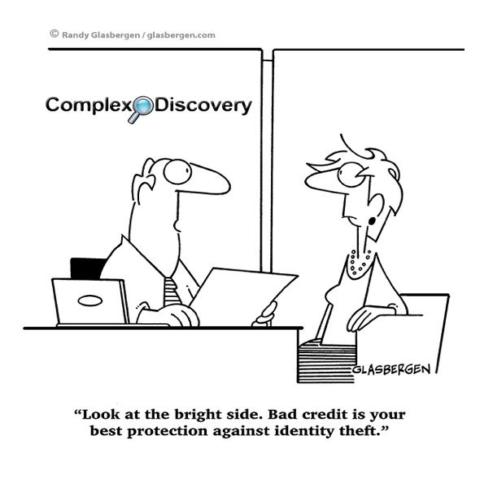 © Randy Glasbergen / glasbergen.com
Complex Discovery
GLASBERGEN
“Look at the bright side. Bad credit is your
best protection against identity theft.”